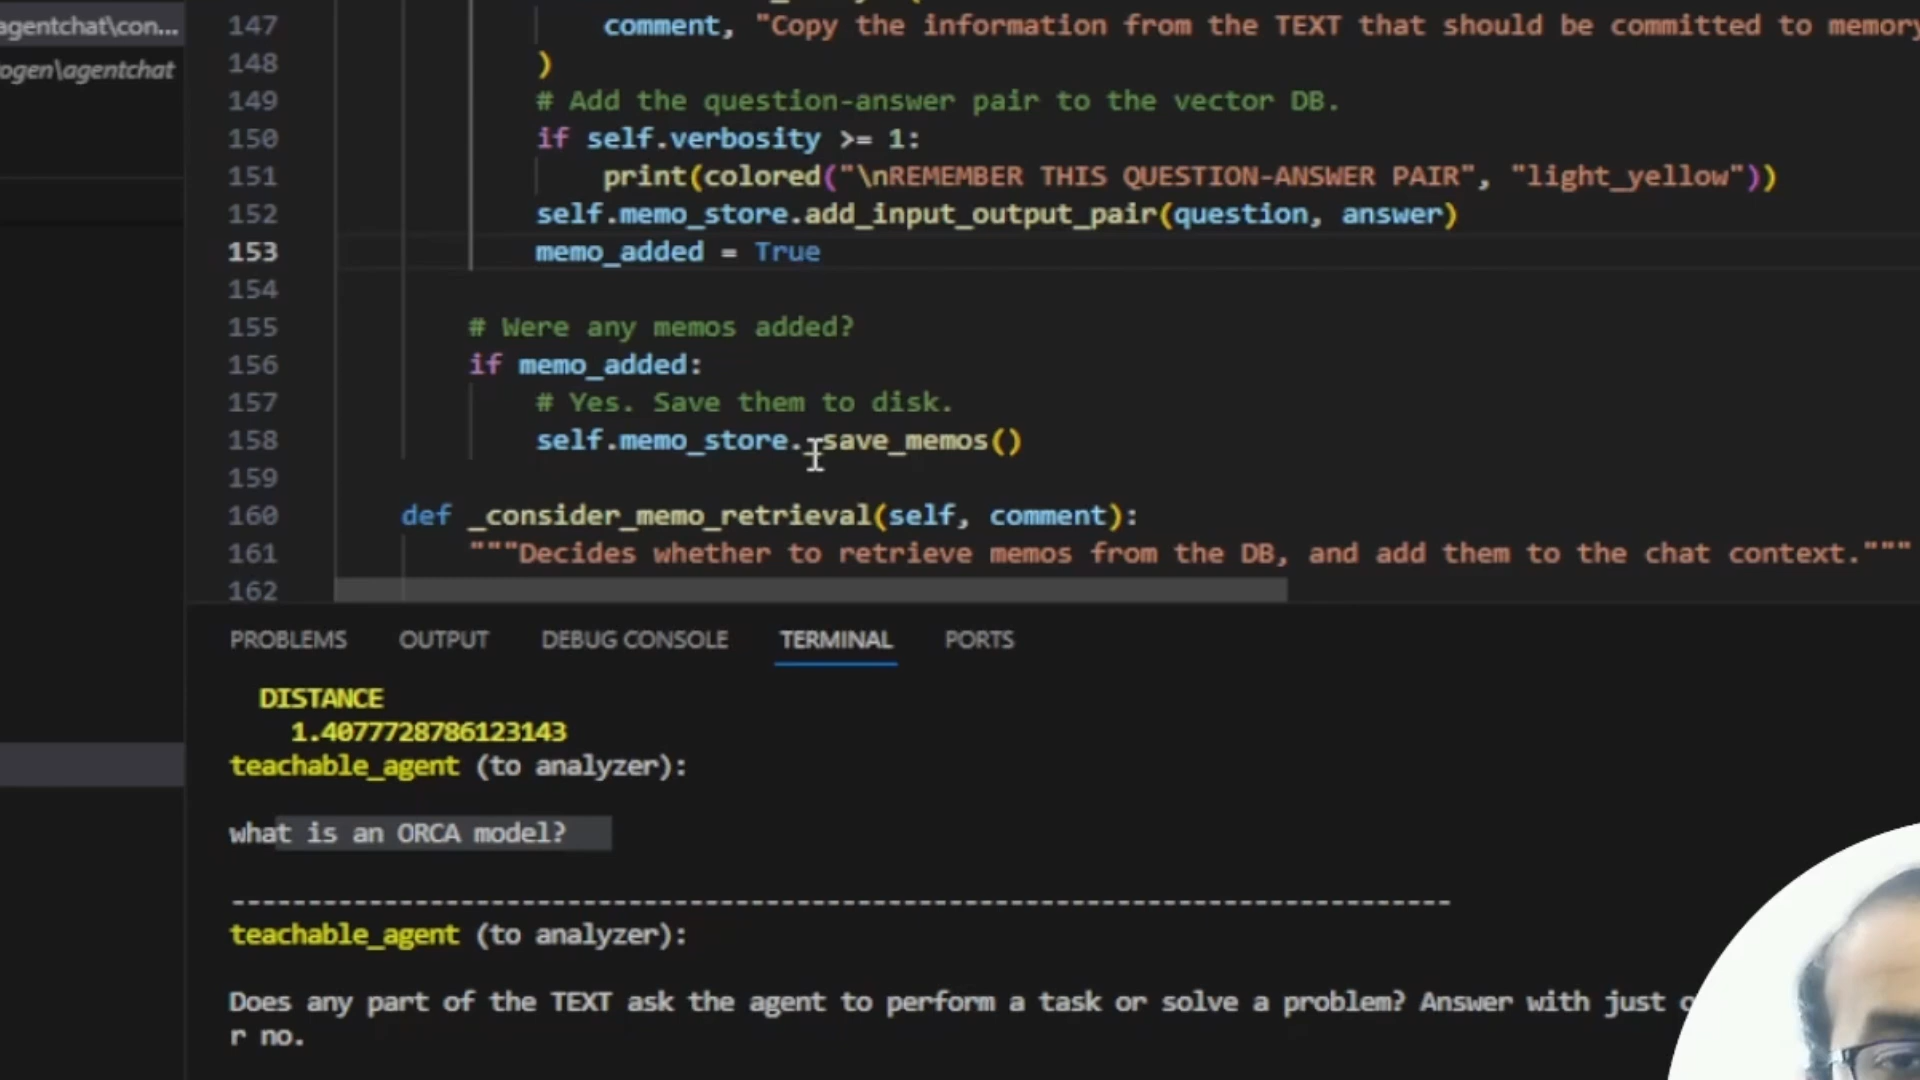 agentchat\con...
ogen\agentchat
147 comment, "Copy the information from the TEXT that should be committed to memory
148 )
149 # Add the question-answer pair to the vector DB.
150 if self.verbosity >= 1:
151 print(colored("\nREMEMBER THIS QUESTION-ANSWER PAIR", "light_yellow"))
152 self.memo_store.add_input_output_pair(question, answer)
153 memo_added = True
154
155 # Were any memos added?
156 if memo_added:
157 # Yes. Save them to disk.
158 self.memo_store._save_memos()
159
160 def _consider_memo_retrieval(self, comment):
161 """Decides whether to retrieve memos from the DB, and add them to the chat context."""
162
PROBLEMS OUTPUT DEBUG CONSOLE TERMINAL PORTS
DISTANCE
1.4077728786123143
teachable_agent (to analyzer):
what is an ORCA model?
--------------------------------------------------------------------------------
teachable_agent (to analyzer):
Does any part of the TEXT ask the agent to perform a task or solve a problem? Answer with just
r no.